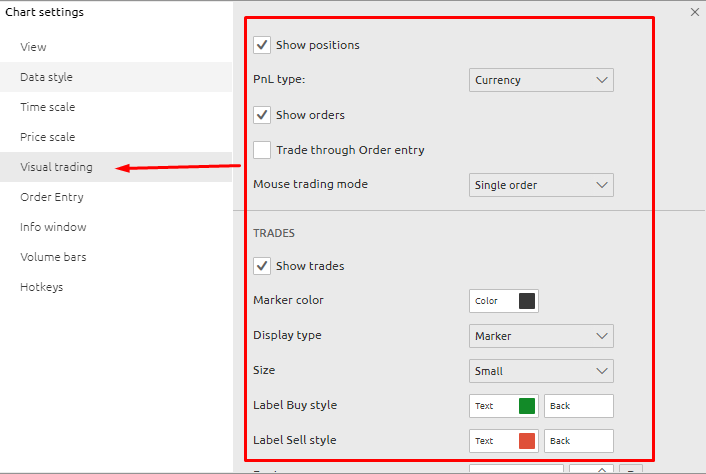 Chart settings
View
Data style
Time scale
Price scale
Visual trading
Order Entry
Info window
Volume bars
Hotkeys
Show positions
PnL type: Currency
Show orders
Trade through Order entry
Mouse trading mode Single order
TRADES
Show trades
Marker color Color
Display type Marker
Size Small
Label Buy style Text Back
Label Sell style Text Back